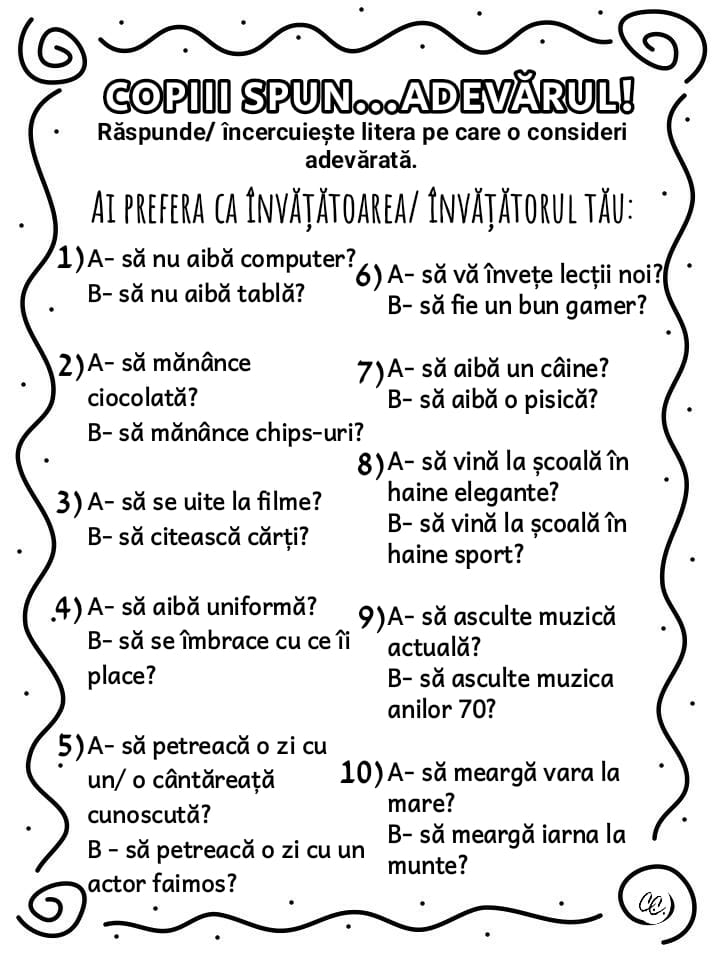 COPIII SPUN...ADEVĂRUL!
Răspunde/ încercuiește litera pe care o consideri
adevărată.
Ai prefera ca învățătoarea/ învățătorul tău:
1) A- să nu aibă computer?
B- să nu aibă tablă?
2) A- să mănânce
ciocolată?
B- să mănânce chips-uri?
3) A- să se uite la filme?
B- să citească cărți?
4) A- să aibă uniformă?
B- să se îmbrace cu ce îi
place?
5) A- să petreacă o zi cu
un/ o cântăreață
cunoscută?
B - să petreacă o zi cu un
actor faimos?
6) A- să vă învețe lecții noi?
B- să fie un bun gamer?
7) A- să aibă un câine?
B- să aibă o pisică?
8) A- să vină la școală în
haine elegante?
B- să vină la școală în
haine sport?
9) A- să asculte muzică
actuală?
B- să asculte muzica
anilor 70?
10) A- să meargă vara la
mare?
B- să meargă iarna la
munte?
CC.